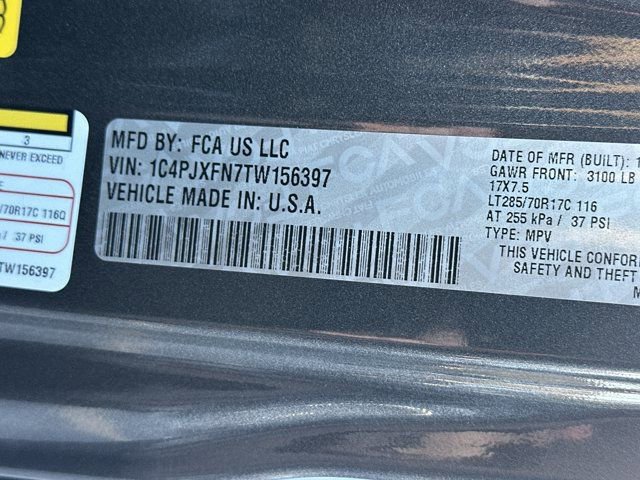 3
NEVER EXCEED
/70R17C 116Q
/ 37 PSI
TW156397
MFD BY: FCA US LLC
VIN: 1C4PJXFN7TW156397
VEHICLE MADE IN: U.S.A.
DATE OF MFR (BUILT): 1
GAWR FRONT: 3100 LB
17X7.5
LT285/70R17C 116
AT 255 kPa / 37 PSI
TYPE: MPV
THIS VEHICLE CONFOR
SAFETY AND THEFT